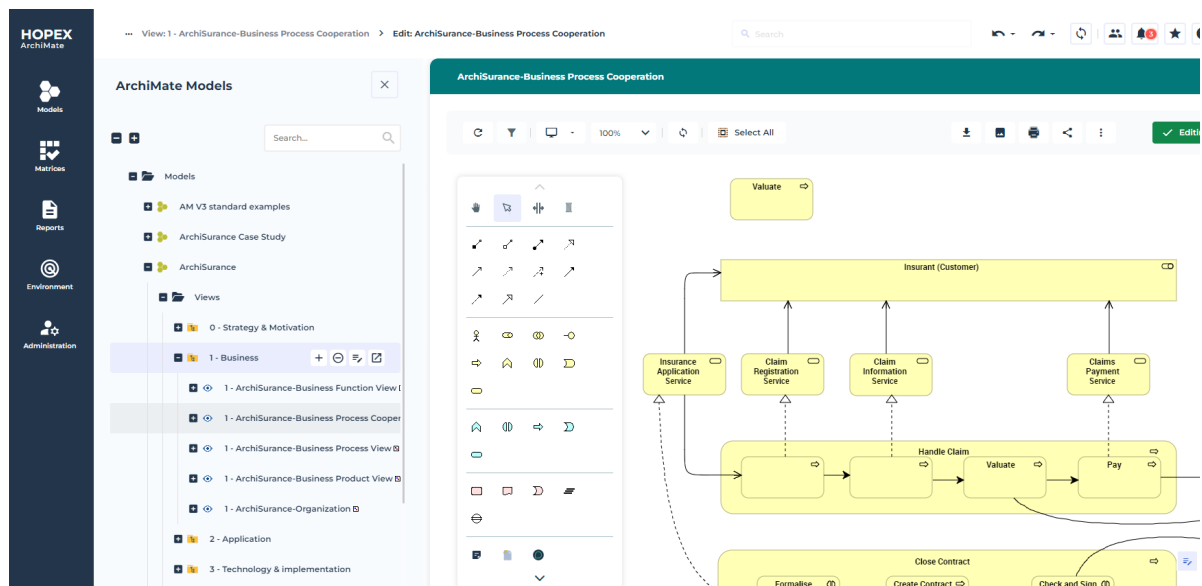 HOPEX
ArchiMate
Models
Matrices
Reports
Environment
Administration
... View: 1 - ArchiSurance-Business Process Cooperation > Edit: ArchiSurance-Business Process Cooperation
Search
3
ArchiMate Models
Search...
Models
AM V3 standard examples
ArchiSurance Case Study
ArchiSurance
Views
0 - Strategy & Motivation
1 - Business
1 - ArchiSurance-Business Function View
1 - ArchiSurance-Business Process Cooper
1 - ArchiSurance-Business Process View
1 - ArchiSurance-Business Product View
1 - ArchiSurance-Organization
2 - Application
3 - Technology & implementation
ArchiSurance-Business Process Cooperation
100%
Select All
Editi
Valuate
Insurant (Customer)
Insurance
Application
Service
Claim
Registration
Service
Claim
Information
Service
Claims
Payment
Service
Handle Claim
Valuate
Pay
Close Contract
Formalise
Create Contract
Check and Sign